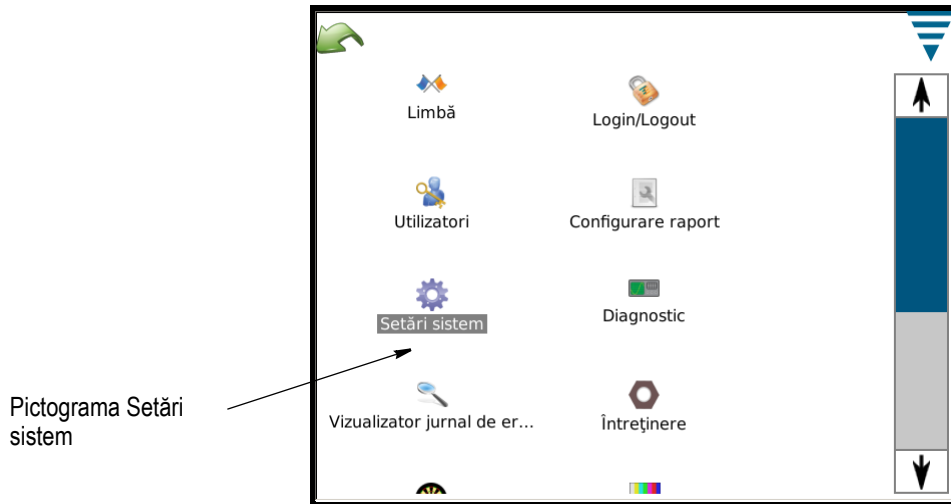 Limbă
Login/Logout
Utilizatori
Configurare raport
Setări sistem
Diagnostic
Vizualizator jurnal de er...
Întreţinere
Pictograma Setări
sistem